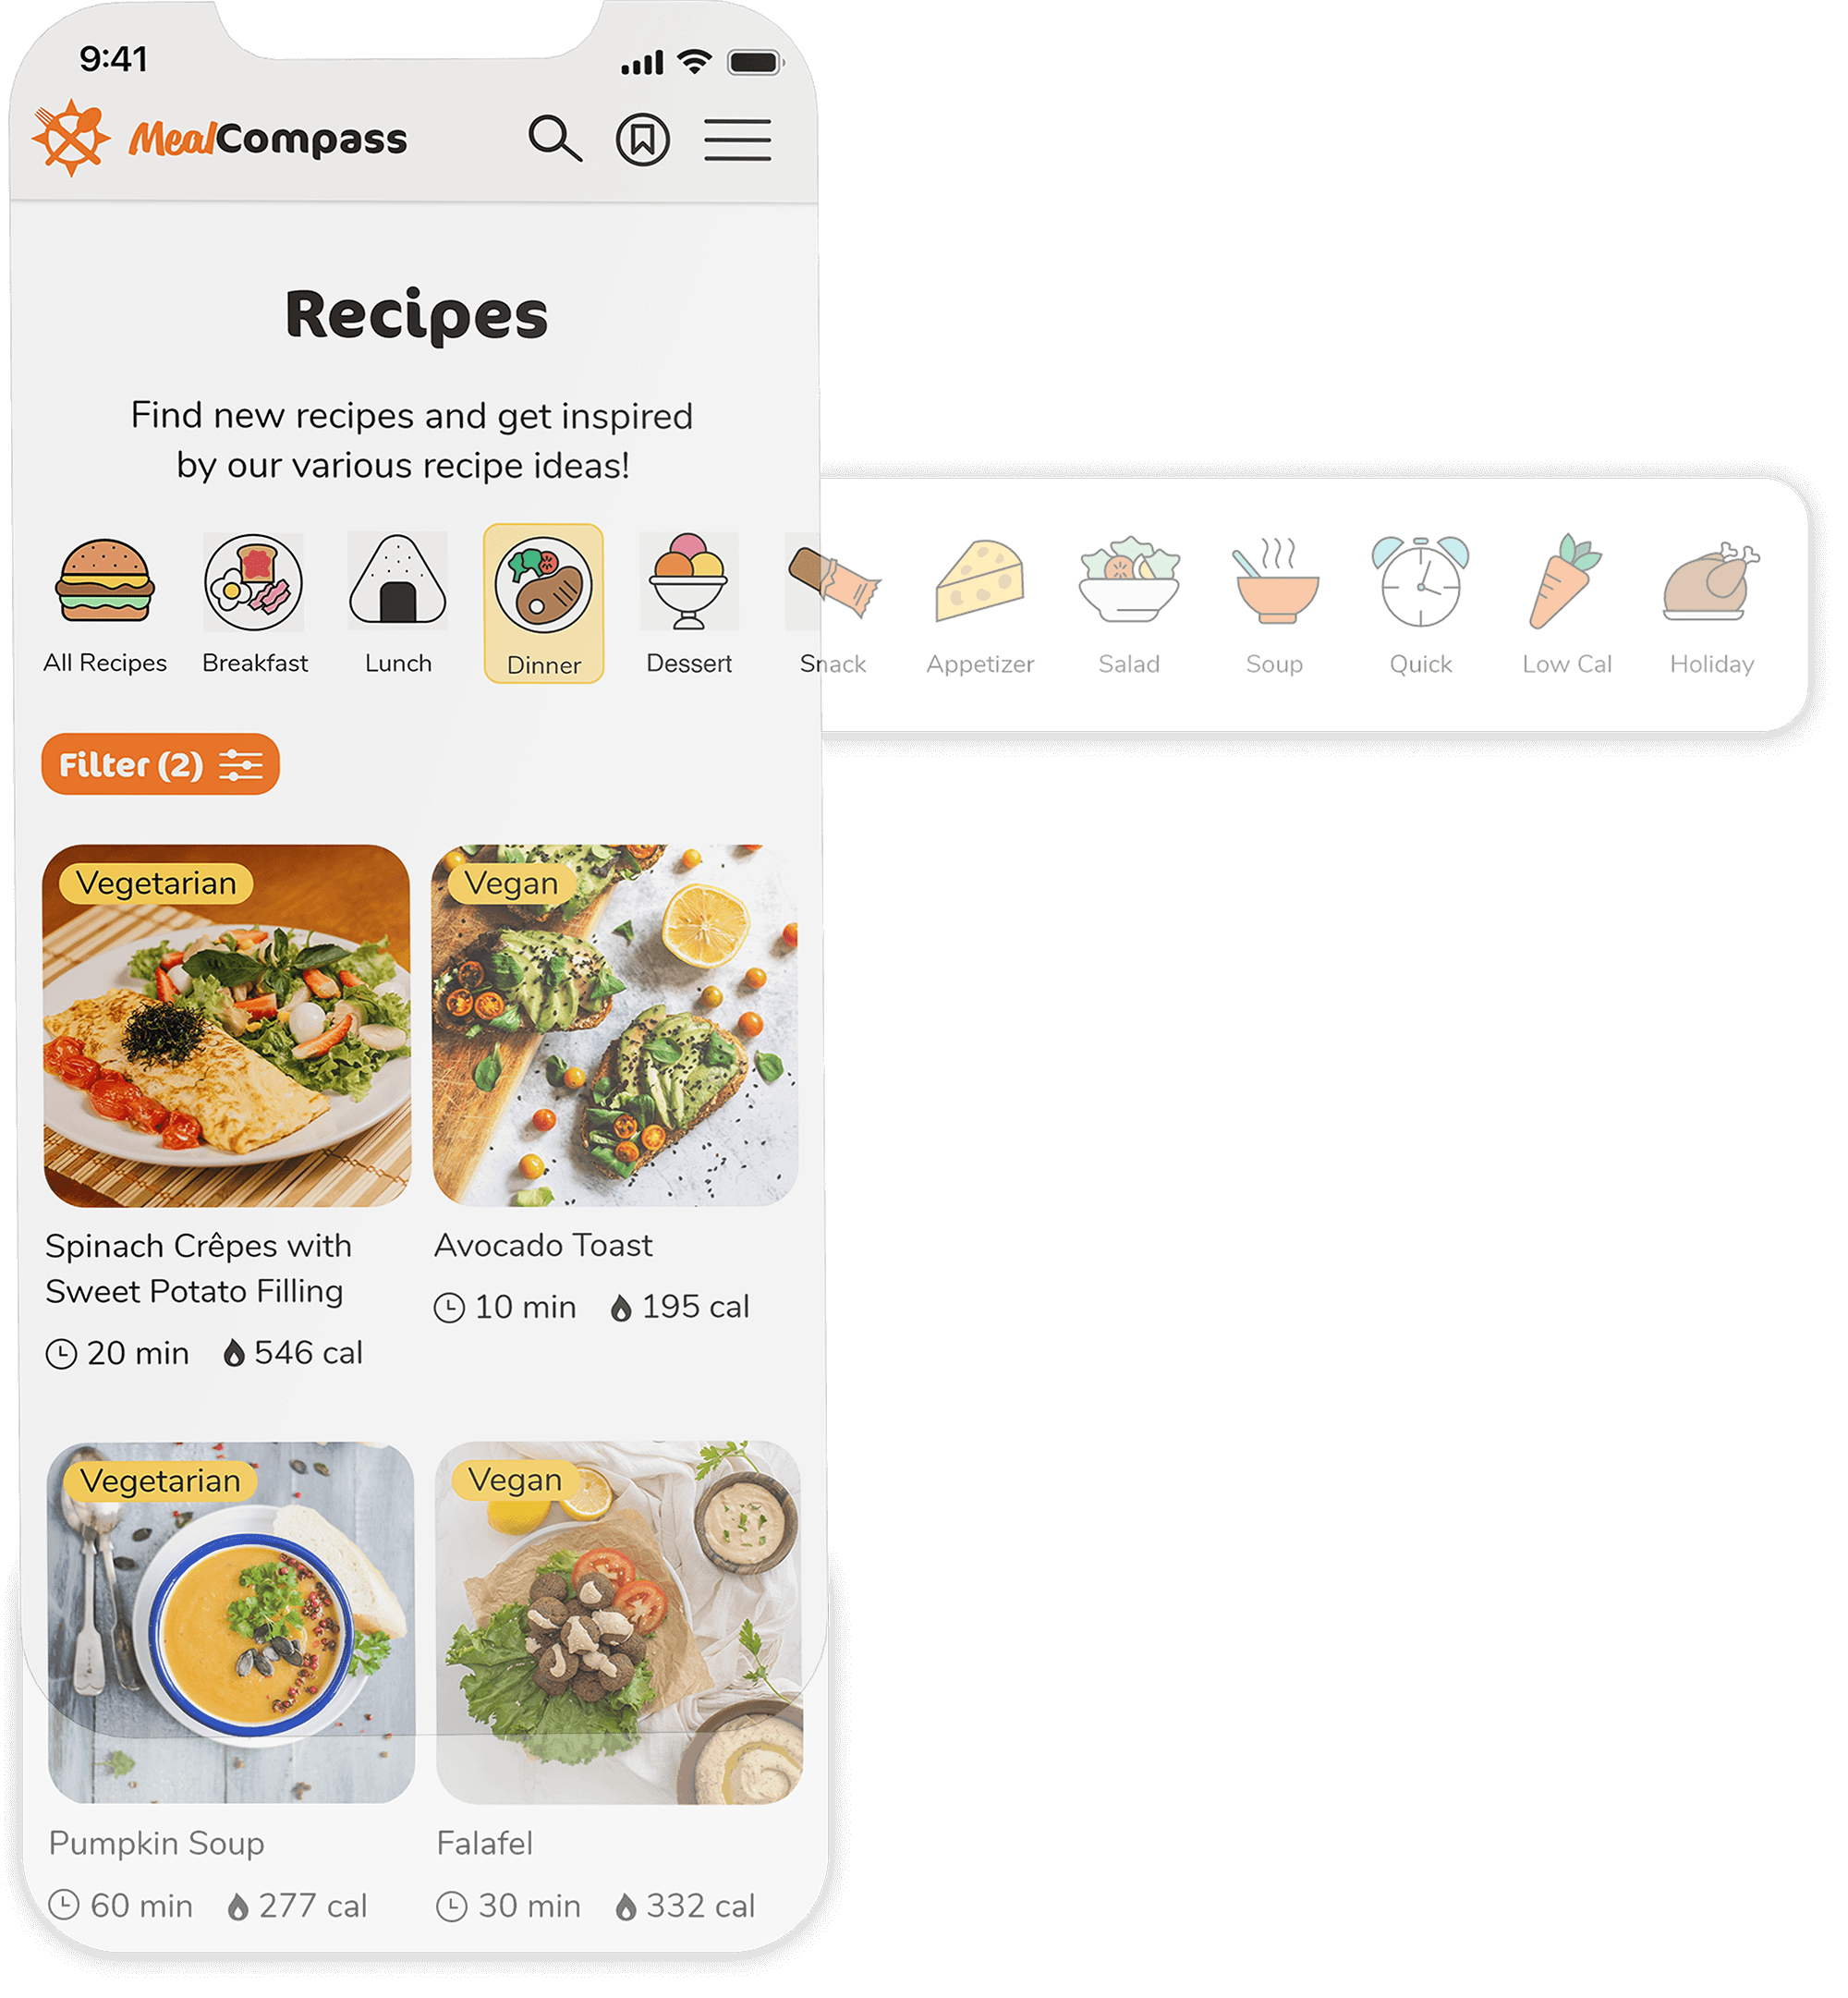 9:41
MealCompass
Recipes
Find new recipes and get inspired
by our various recipe ideas!
All Recipes
Breakfast
Lunch
Dinner
Dessert
Snack
Appetizer
Salad
Soup
Quick
Low Cal
Holiday
Filter (2)
Vegetarian
Spinach Crêpes with
Sweet Potato Filling
20 min 546 cal
Vegan
Avocado Toast
10 min 195 cal
Vegetarian
Pumpkin Soup
60 min 277 cal
Vegan
Falafel
30 min 332 cal